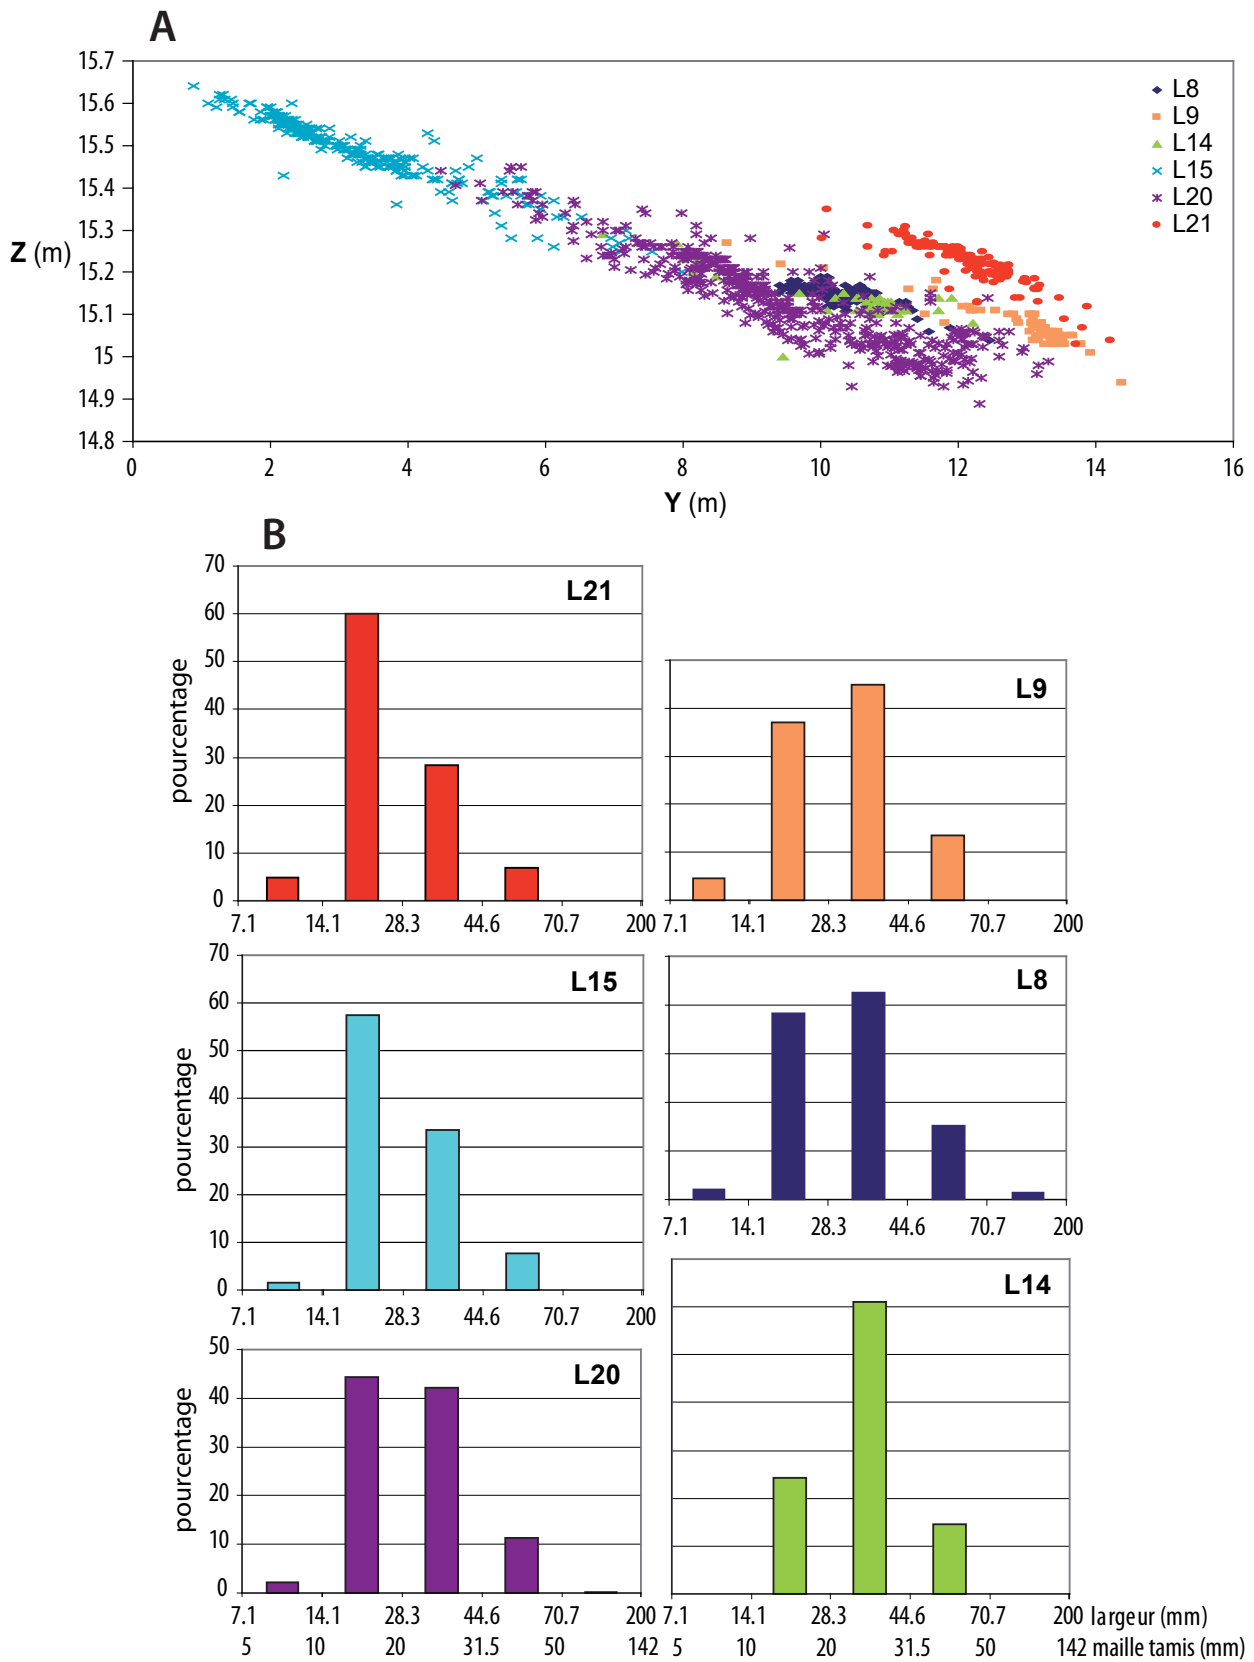 A
15.7
15.6
15.5
15.4
15.3
15.2
15.1
15
14.9
14.8
Z (m)
L8
L9
L14
L15
L20
L21
0 2 4 6 8 10 12 14 16
Y (m)
B
70
60
50
40
30
20
10
0
pourcentage
L21
7.1 14.1 28.3 44.6 70.7 200
L9
7.1 14.1 28.3 44.6 70.7 200
70
60
50
40
30
20
10
0
pourcentage
L15
7.1 14.1 28.3 44.6 70.7 200
L8
7.1 14.1 28.3 44.6 70.7 200
50
40
30
20
10
0
pourcentage
L20
L14
7.1 14.1 28.3 44.6 70.7 200 7.1 14.1 28.3 44.6 70.7 200 largeur (mm)
5 10 20 31.5 50 142 5 10 20 31.5 50 142 maille tamis (mm)